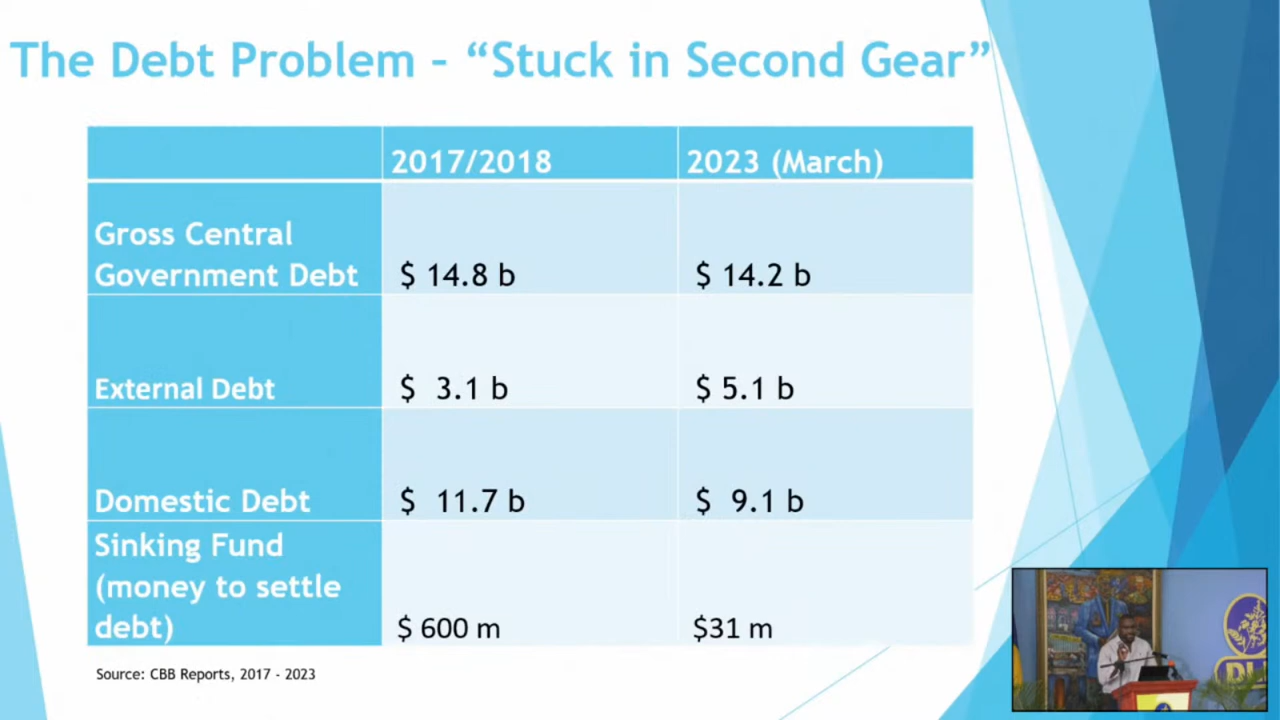 The Debt Problem – “Stuck in Second Gear”
2017/2018 2023 (March)
Gross Central
Government Debt $ 14.8 b $ 14.2 b
External Debt $ 3.1 b $ 5.1 b
Domestic Debt $ 11.7 b $ 9.1 b
Sinking Fund
(money to settle
debt) $ 600 m $31 m
Source: CBB Reports, 2017 - 2023